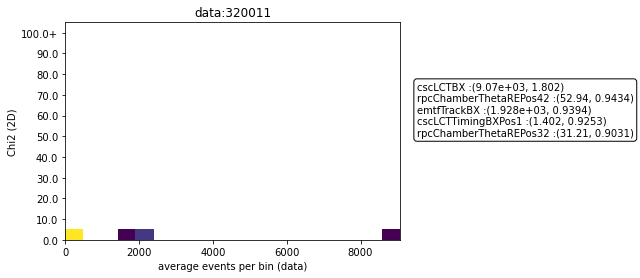 data:320011
100.0+
90.0
80.0
70.0
60.0
50.0
40.0
30.0
20.0
10.0
0.0
Chi2 (2D)
0
2000
4000
6000
8000
average events per bin (data)
cscLCTBX :(9.07e+03, 1.802)
rpcChamberThetaREPos42 :(52.94, 0.9434)
emtfTrackBX :(1.928e+03, 0.9394)
cscLCTTimingBXPos1 :(1.402, 0.9253)
rpcChamberThetaREPos32 :(31.21, 0.9031)